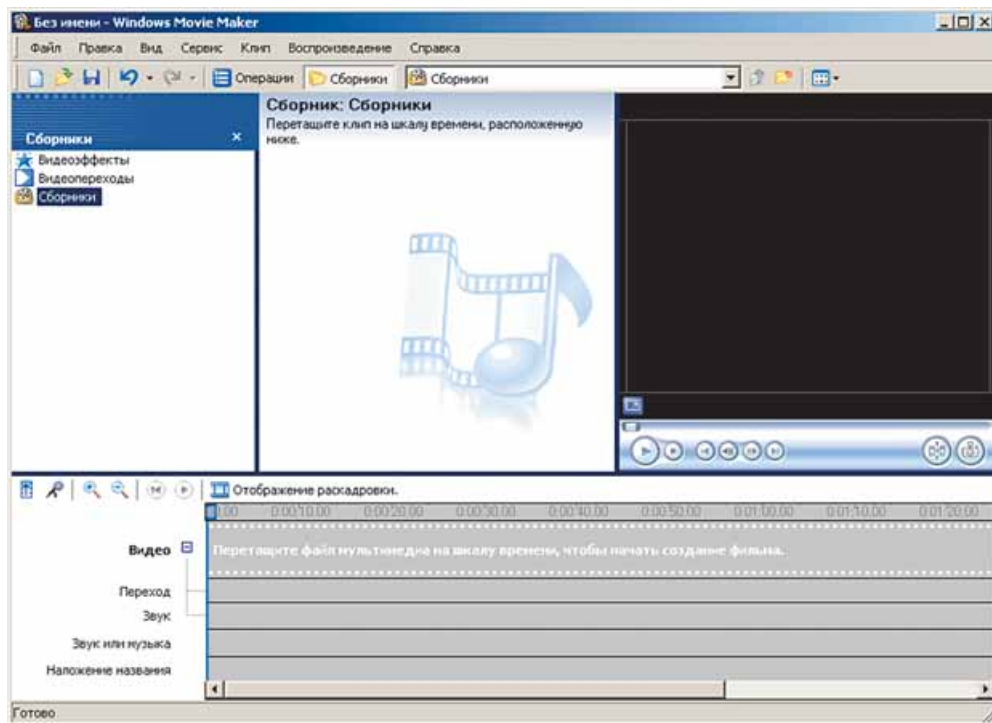 Без имени - Windows Movie Maker
Файл Правка Вид Сервис Клип Воспроизведение Справка
Операции Сборники Сборники
Сборники
Видеоэффекты
Видеопереходы
Сборники
Сборник: Сборники
Перетащите клип на шкалу времени, расположенную
ниже.
Отображение раскадровки.
0:00:10,00 0:00:20,00 0:00:30,00 0:00:40,00 0:00:50,00 0:01:00,00 0:01:10,00 0:01:20,00
Видео
Перетащите файл мультимедиа на шкалу времени, чтобы начать создание фильма.
Переход
Звук
Звук или музыка
Наложение названия
Готово